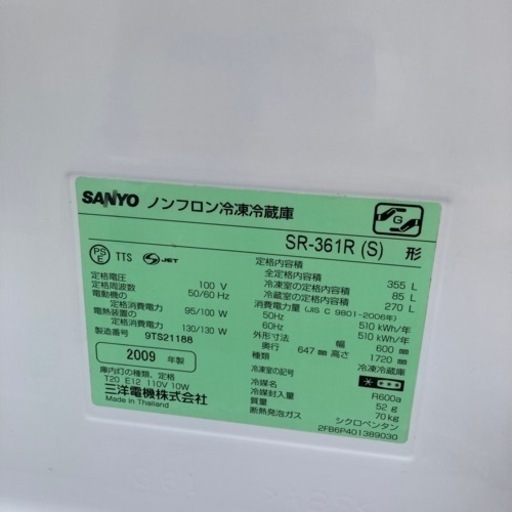 SANYO ノンフロン冷凍冷蔵庫
G
SR-361R (S) 形
PS E TTS S JET
定格電圧 100 V
定格周波数 50/60 Hz
電動機の
定格消費電力 95/100 W
電熱装置の
定格消費電力 130/130 W
製造番号 9TS21188
2009 年製
庫内灯の種類、定格
T20 E12 110V 10W
三洋電機株式会社
Made in Thailand
定格内容積
全定格内容積 355 L
冷凍室の定格内容積 85 L
冷蔵室の定格内容積 270 L
消費電力量 (JIS C 9801-2006年)
50Hz 510 kWh/年
60Hz 510 kWh/年
外形寸法 幅 600 mm
奥行 647 mm 高さ 1720 mm
種類 冷凍冷蔵庫
冷凍室の記号
冷媒名 R600a
冷媒封入量 52 g
質量 70 kg
断熱発泡ガス シクロペンタン
2FB6P401389030